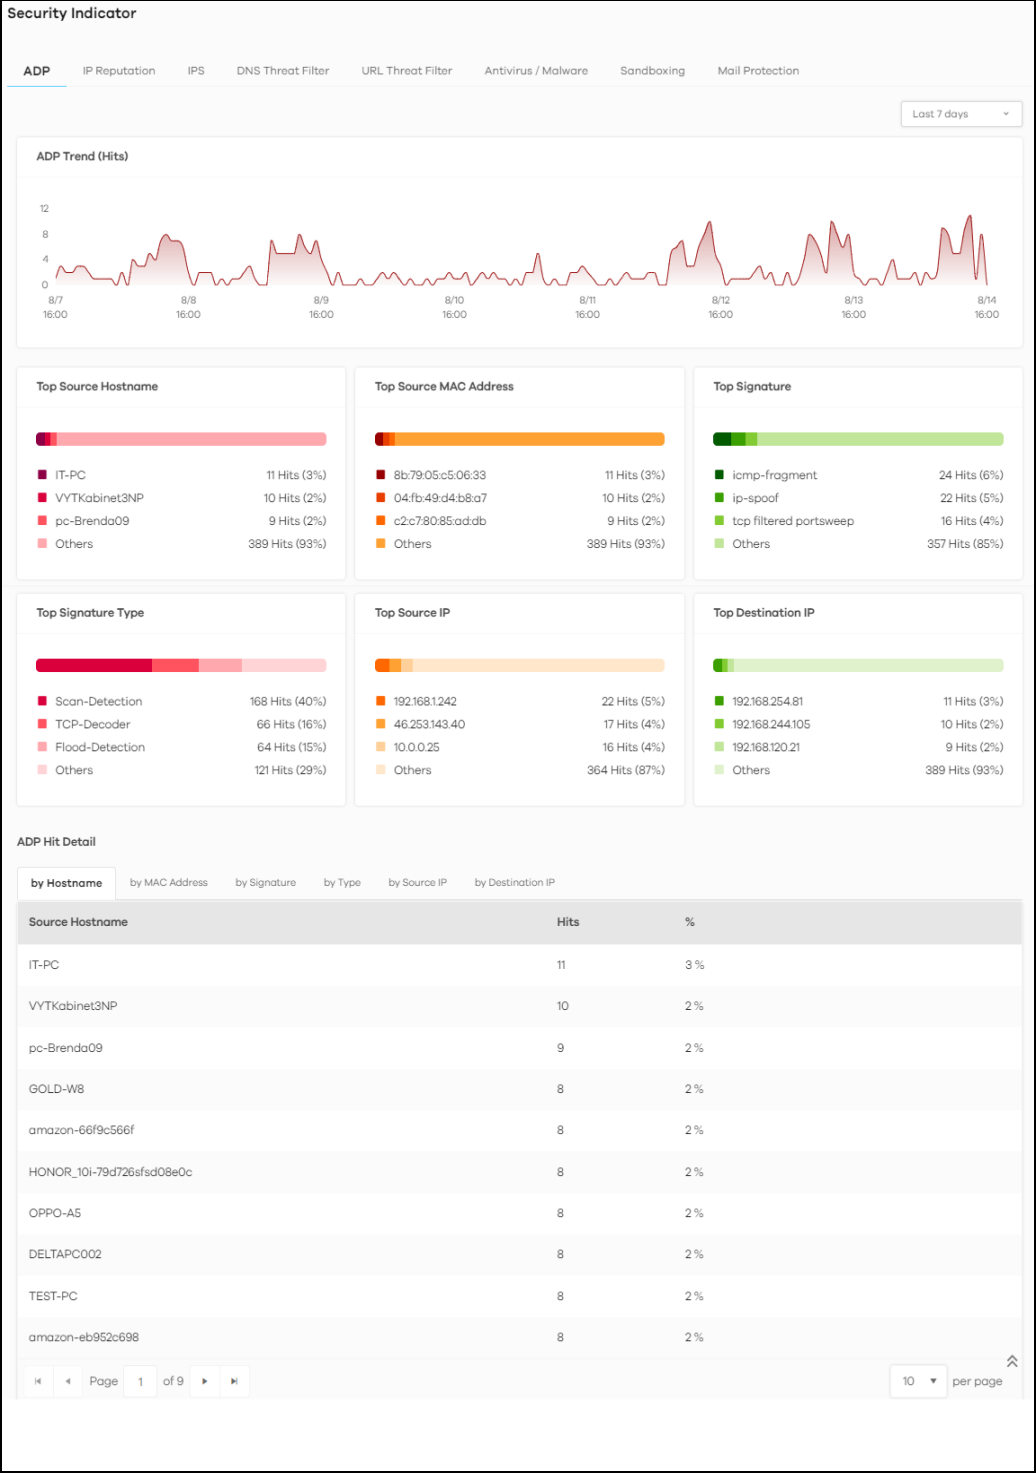 Security Indicator
ADP IP Reputation IPS DNS Threat Filter URL Threat Filter Antivirus / Malware Sandboxing Mail Protection
Last 7 days
ADP Trend (Hits)
12
8
4
0
8/7 8/8 8/9 8/10 8/11 8/12 8/13 8/14
16:00 16:00 16:00 16:00 16:00 16:00 16:00 16:00
Top Source Hostname
IT-PC 11 Hits (3%)
VYTKabinet3NP 10 Hits (2%)
pc-Brenda09 9 Hits (2%)
Others 389 Hits (93%)
Top Source MAC Address
8b:79:05:c5:06:33 11 Hits (3%)
04:fb:49:d4:b8:a7 10 Hits (2%)
c2:c7:80:85:ad:db 9 Hits (2%)
Others 389 Hits (93%)
Top Signature
icmp-fragment 24 Hits (6%)
ip-spoof 22 Hits (5%)
tcp filtered portsweep 16 Hits (4%)
Others 357 Hits (85%)
Top Signature Type
Scan-Detection 168 Hits (40%)
TCP-Decoder 66 Hits (16%)
Flood-Detection 64 Hits (15%)
Others 121 Hits (29%)
Top Source IP
192.168.1.242 22 Hits (5%)
46.253.143.40 17 Hits (4%)
10.0.0.25 16 Hits (4%)
Others 364 Hits (87%)
Top Destination IP
192.168.254.81 11 Hits (3%)
192.168.244.105 10 Hits (2%)
192.168.120.21 9 Hits (2%)
Others 389 Hits (93%)
ADP Hit Detail
by Hostname by MAC Address by Signature by Type by Source IP by Destination IP
Source Hostname Hits %
IT-PC 11 3 %
VYTKabinet3NP 10 2 %
pc-Brenda09 9 2 %
GOLD-W8 8 2 %
amazon-66f9c566f 8 2 %
HONOR_10i-79d726sfsd08e0c 8 2 %
OPPO-A5 8 2 %
DELTAPC002 8 2 %
TEST-PC 8 2 %
amazon-eb952c698 8 2 %
Page 1 of 9 10 per page